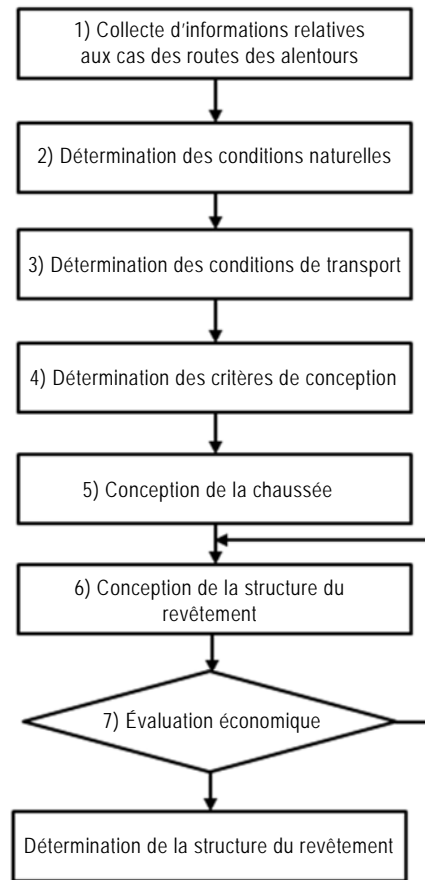 1) Collecte d'informations relatives
aux cas des routes des alentours
2) Détermination des conditions naturelles
3) Détermination des conditions de transport
4) Détermination des critères de conception
5) Conception de la chaussée
6) Conception de la structure du
revêtement
7) Évaluation économique
Détermination de la structure du revêtement